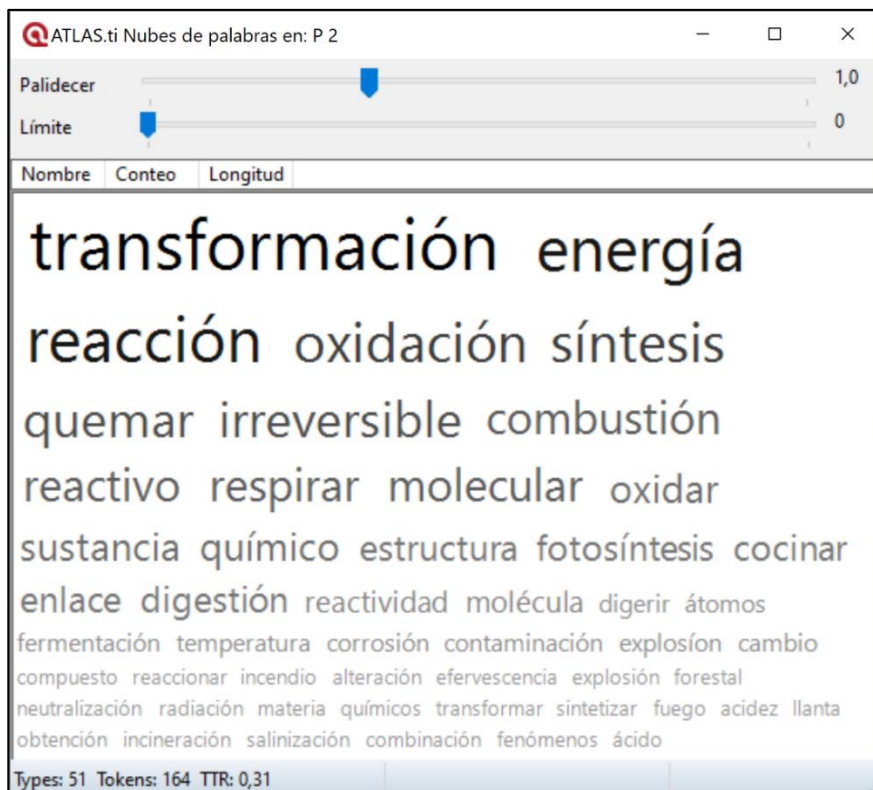 ATLAS.ti Nubes de palabras en: P 2
Palidecer 1,0
Límite 0
Nombre Conteo Longitud
transformación energía
reacción oxidación síntesis
quemar irreversible combustión
reactivo respirar molecular oxidar
sustancia químico estructura fotosíntesis cocinar
enlace digestión reactividad molécula digerir átomos
fermentación temperatura corrosión contaminación explosíon cambio
compuesto reaccionar incendio alteración efervescencia explosión forestal
neutralización radiación materia químicos transformar sintetizar fuego acidez llanta
obtención incineración salinización combinación fenómenos ácido
Types: 51 Tokens: 164 TTR: 0,31